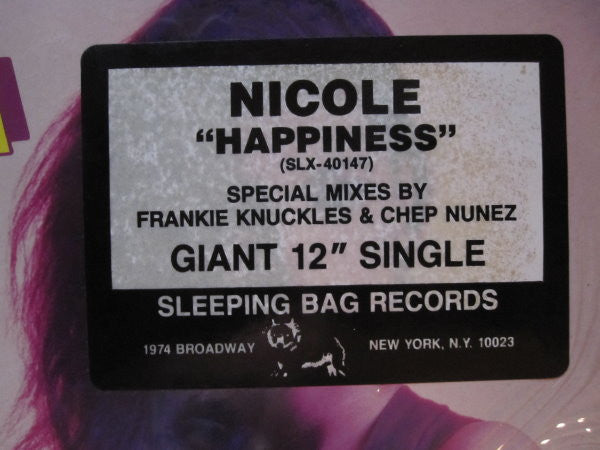 NICOLE
“HAPPINESS”
(SLX-40147)
SPECIAL MIXES BY
FRANKIE KNUCKLES & CHEP NUNEZ
GIANT 12″ SINGLE
SLEEPING BAG RECORDS
1974 BROADWAY NEW YORK, N.Y. 10023